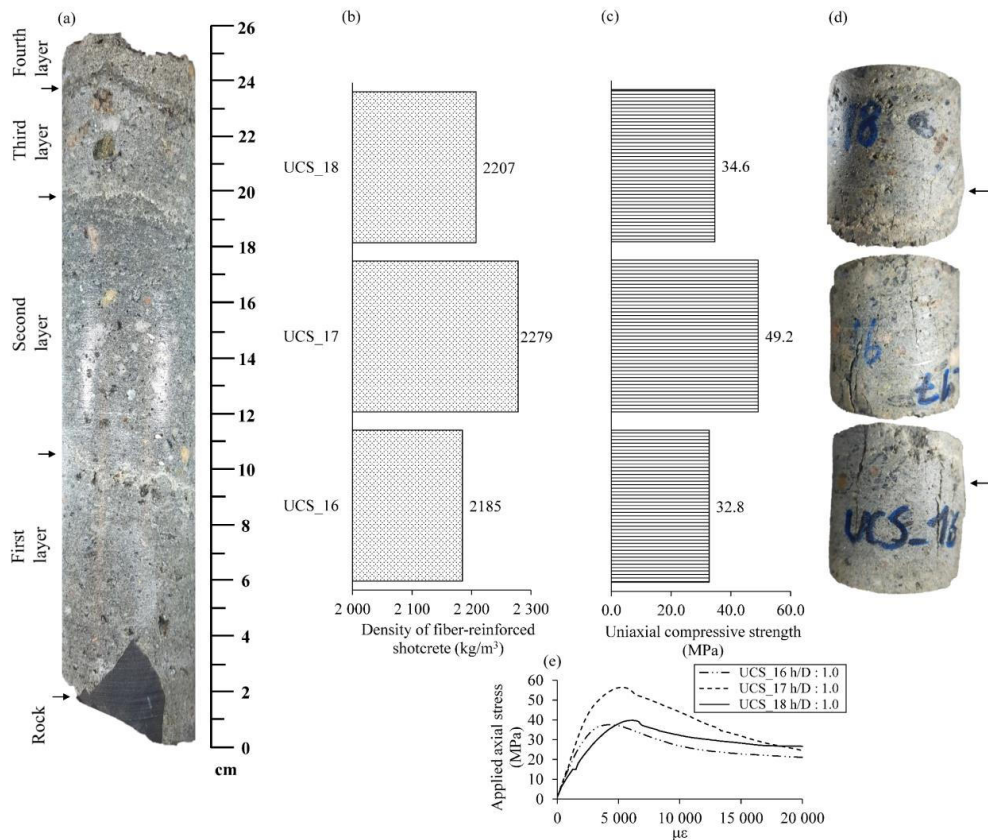 (a)
(b)
(c)
(d)
Fourth
layer
Third
layer
Second
layer
First
layer
Rock
26
24
22
20
18
16
14
12
10
8
6
4
2
0
cm
UCS_18
2207
UCS_17
2279
UCS_16
2185
2 000
2 100
2 200
2 300
Density of fiber-reinforced
shotcrete (kg/m³)
34.6
49.2
32.8
0.0
20.0
40.0
60.0
Uniaxial compressive strength
(MPa)
18
16
17
UCS_16
(e)
UCS_16 h/D : 1.0
UCS_17 h/D : 1.0
UCS_18 h/D : 1.0
Applied axial stress
(MPa)
60
50
40
30
20
10
0
0
5 000
10 000
15 000
20 000
με